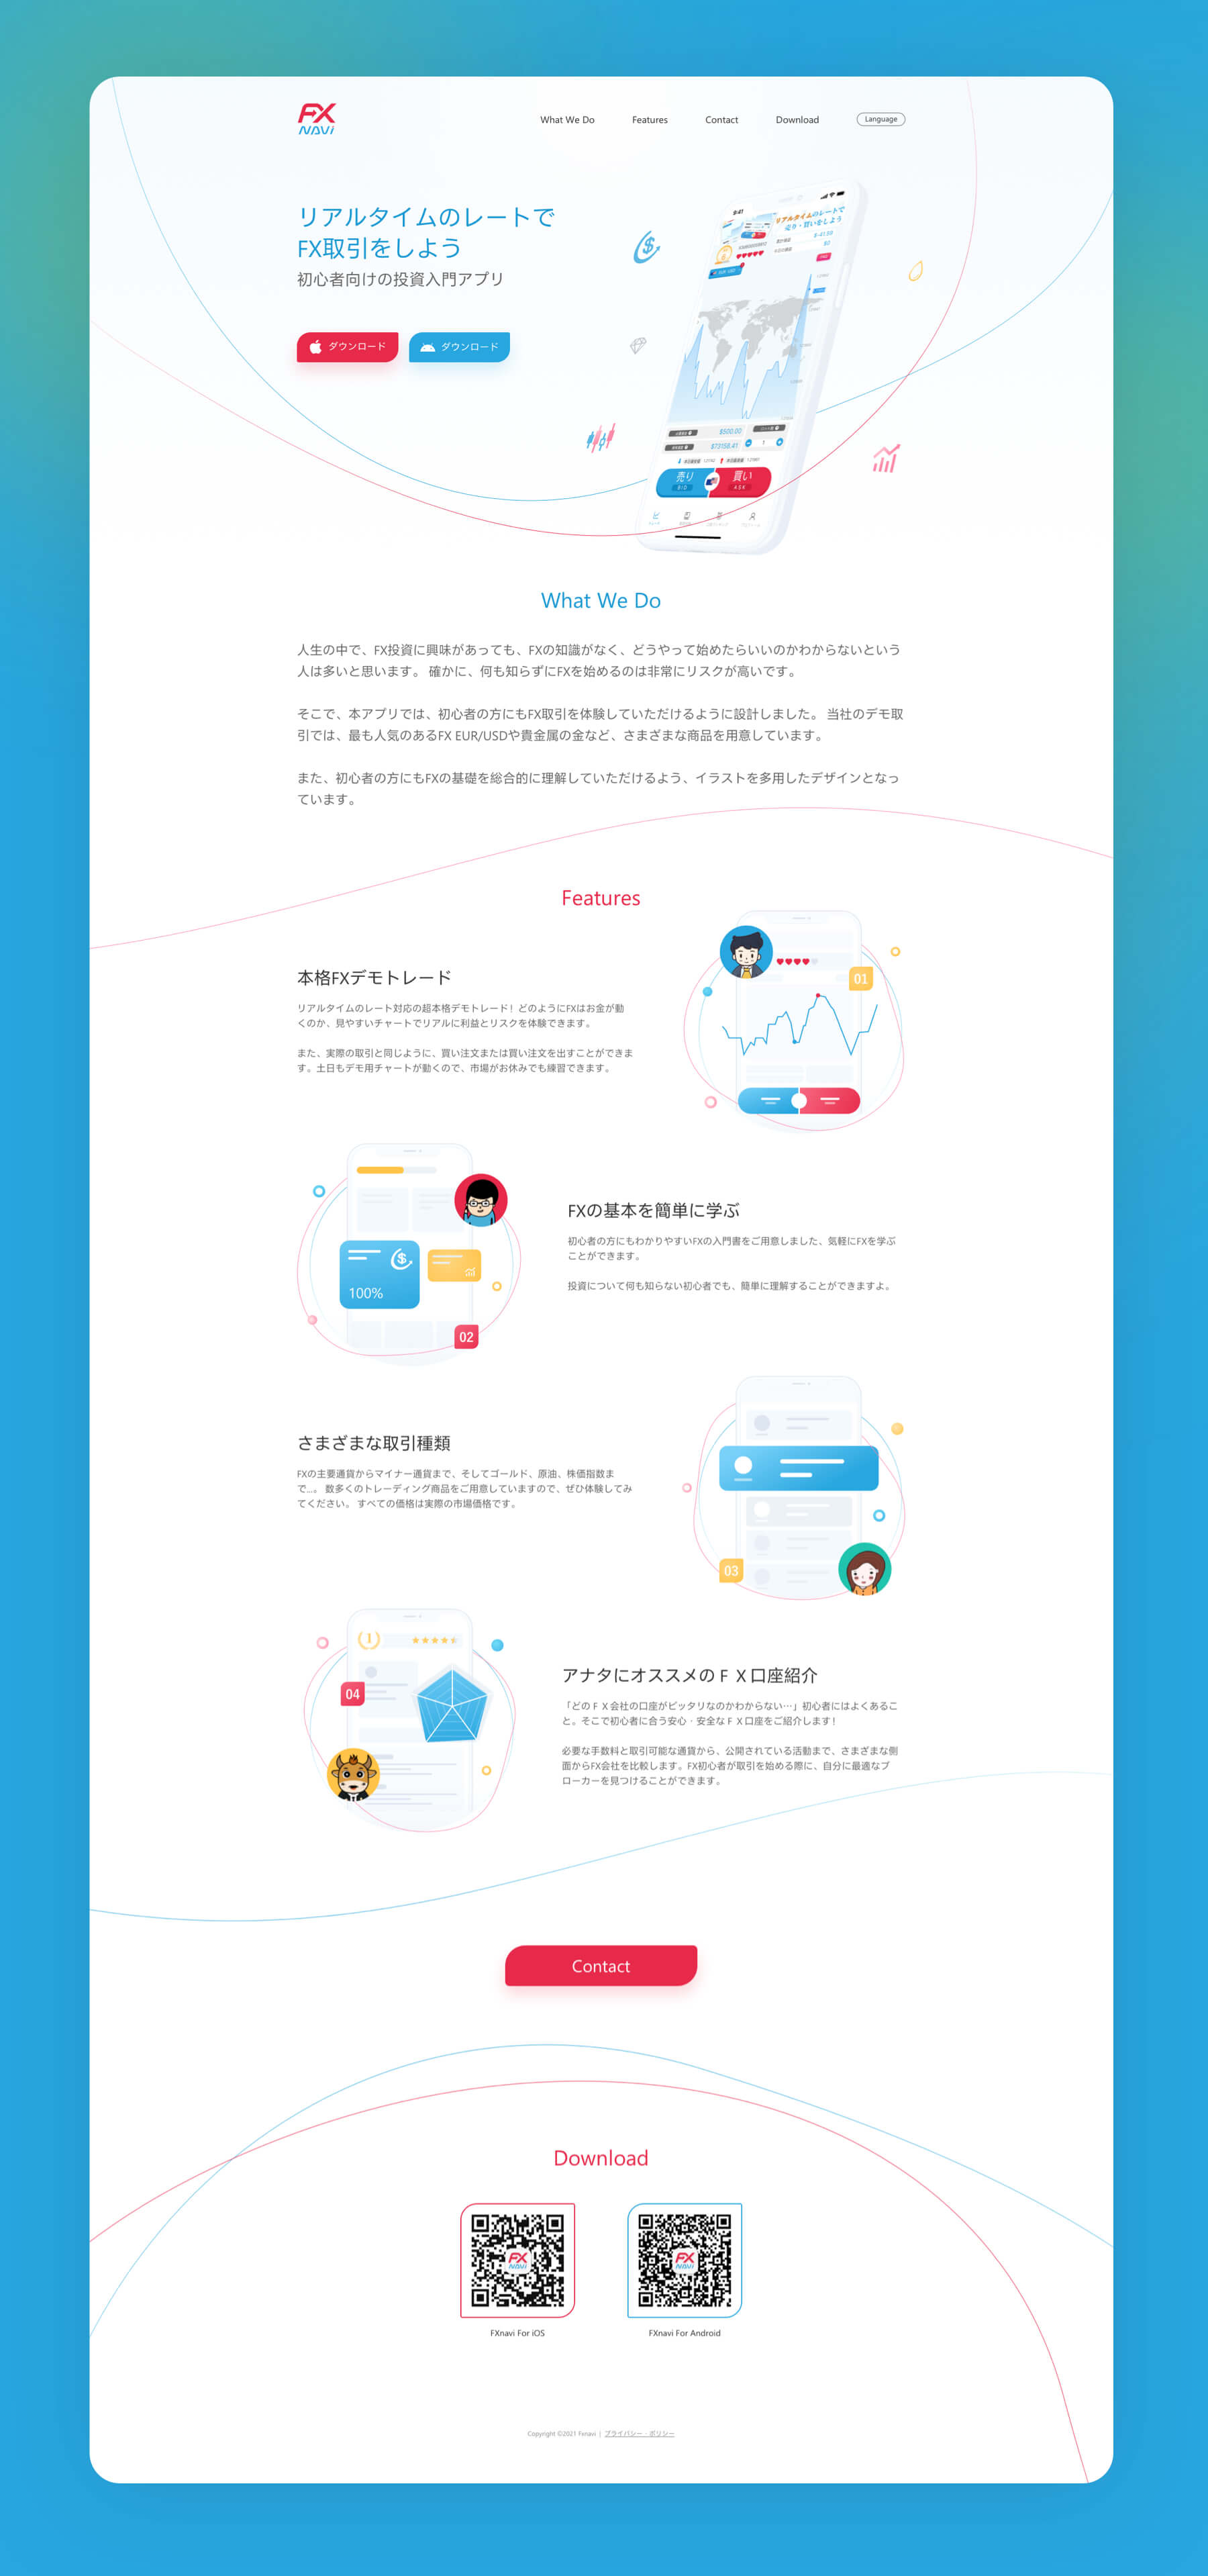 FX
NAVi
What We Do
Features
Contact
Download
Language
リアルタイムのレートで
FX取引をしよう
初心者向けの投資入門アプリ
ダウンロード
ダウンロード
9:41
リアルタイムのレートで
売り・買いをしよう
$500.00
$73158.41
1
売り
BID
買い
ASK
What We Do
人生の中で、FX投資に興味があっても、FXの知識がなく、どうやって始めたらいいのかわからないという
人は多いと思います。 確かに、何も知らずにFXを始めるのは非常にリスクが高いです。
そこで、本アプリでは、初心者の方にもFX取引を体験していただけるように設計しました。 当社のデモ取
引では、最も人気のあるFX EUR/USDや貴金属の金など、さまざまな商品を用意しています。
また、初心者の方にもFXの基礎を総合的に理解していただけるよう、イラストを多用したデザインとなっ
ています。
Features
本格FXデモトレード
リアルタイムのレート対応の超本格デモトレード！どのようにFXはお金が動
くのか、見やすいチャートでリアルに利益とリスクを体験できます。
また、実際の取引と同じように、買い注文または買い注文を出すことができま
す。土日もデモ用チャートが動くので、市場がお休みでも練習できます。
01
100%
02
FXの基本を簡単に学ぶ
初心者の方にもわかりやすいFXの入門書をご用意しました、気軽にFXを学ぶ
ことができます。
投資について何も知らない初心者でも、簡単に理解することができますよ。
さまざまな取引種類
FXの主要通貨からマイナー通貨まで、そしてゴールド、原油、株価指数ま
で...。 数多くのトレーディング商品をご用意していますので、ぜひ体験してみ
てください。 すべての価格は実際の市場価格です。
03
1
04
アナタにオススメのＦＸ口座紹介
「どのＦＸ会社の口座がピッタリなのかわからない…」初心者にはよくあるこ
と。そこで初心者に合う安心・安全なＦＸ口座をご紹介します！
必要な手数料と取引可能な通貨から、公開されている活動まで、さまざまな側
面からFX会社を比較します。FX初心者が取引を始める際に、自分に最適なブ
ローカーを見つけることができます。
Contact
Download
FX
NAVi
FX
NAVi
FXnavi For iOS
FXnavi For Android
Copyright ©2021 Fxnavi | プライバシー　ポリシー